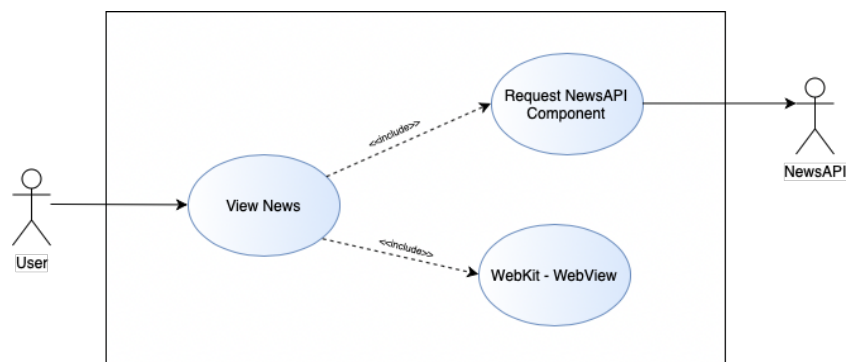 Request NewsAPI
Component
<<include>>
NewsAPI
View News
<<include>>
User
WebKit - WebView